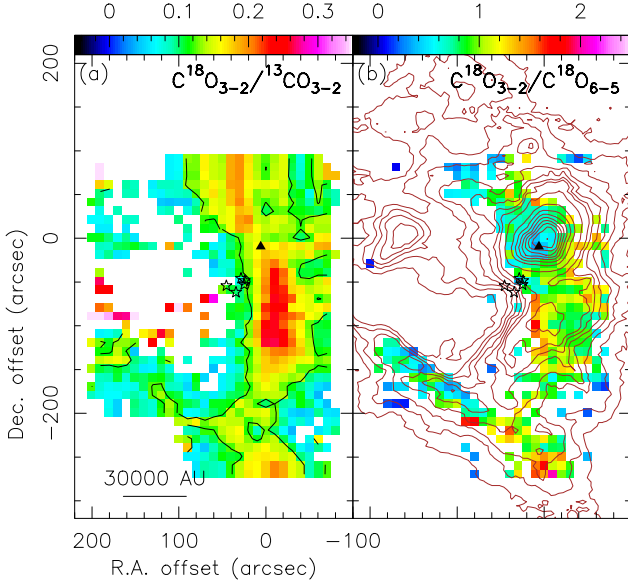 0 0.1 0.2 0.3 0 1 2
(a) C¹⁸O₃₋₂/¹³CO₃₋₂ (b) C¹⁸O₃₋₂/C¹⁸O₆₋₅
200
0
−200
Dec. offset (arcsec)
30000 AU
200 100 0 −100
R.A. offset (arcsec)